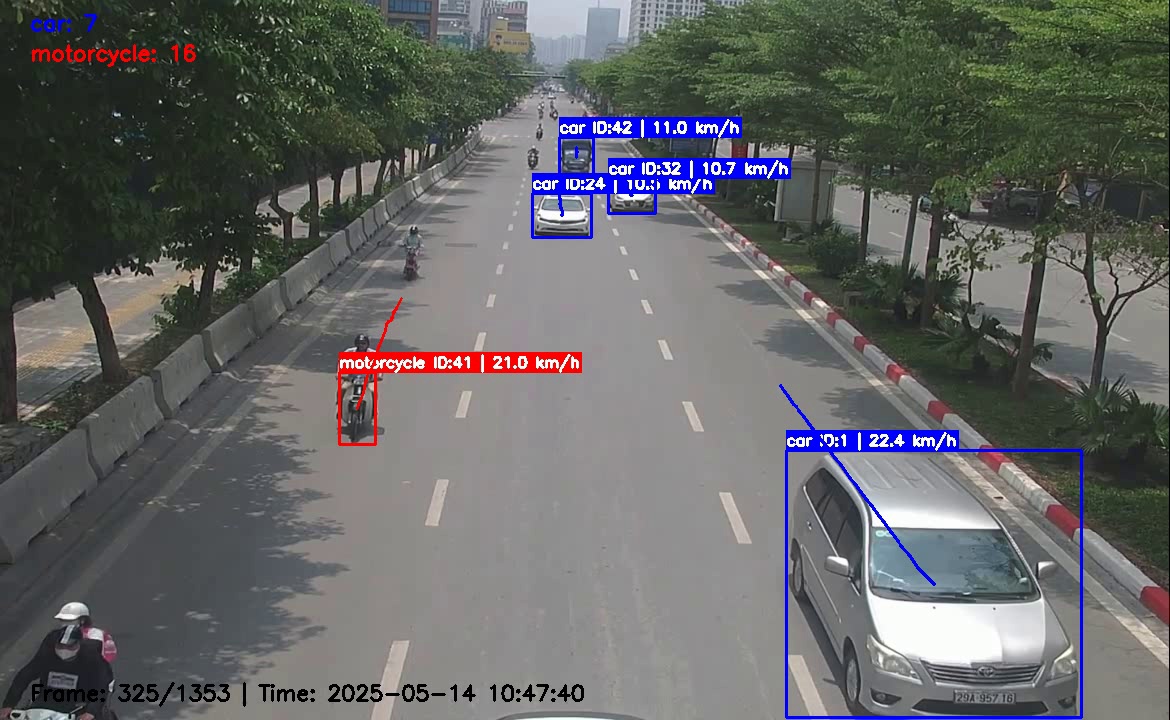 car: 7
motorcycle: 16
car ID:42 | 11.0 km/h
car ID:32 | 10.7 km/h
car ID:24 | km/h
motorcycle ID:41 | 21.0 km/h
car ID:1 | 22.4 km/h
29A-957.16
Frame: 325/1353 | Time: 2025-05-14 10:47:40